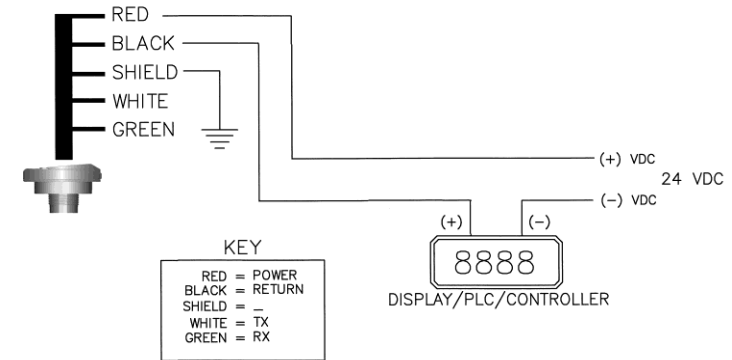 RED
BLACK
SHIELD
WHITE
GREEN
(+) VDC
24 VDC
(-) VDC
(+) (-)
8888
DISPLAY/PLC/CONTROLLER
KEY
RED = POWER
BLACK = RETURN
SHIELD = _
WHITE = TX
GREEN = RX